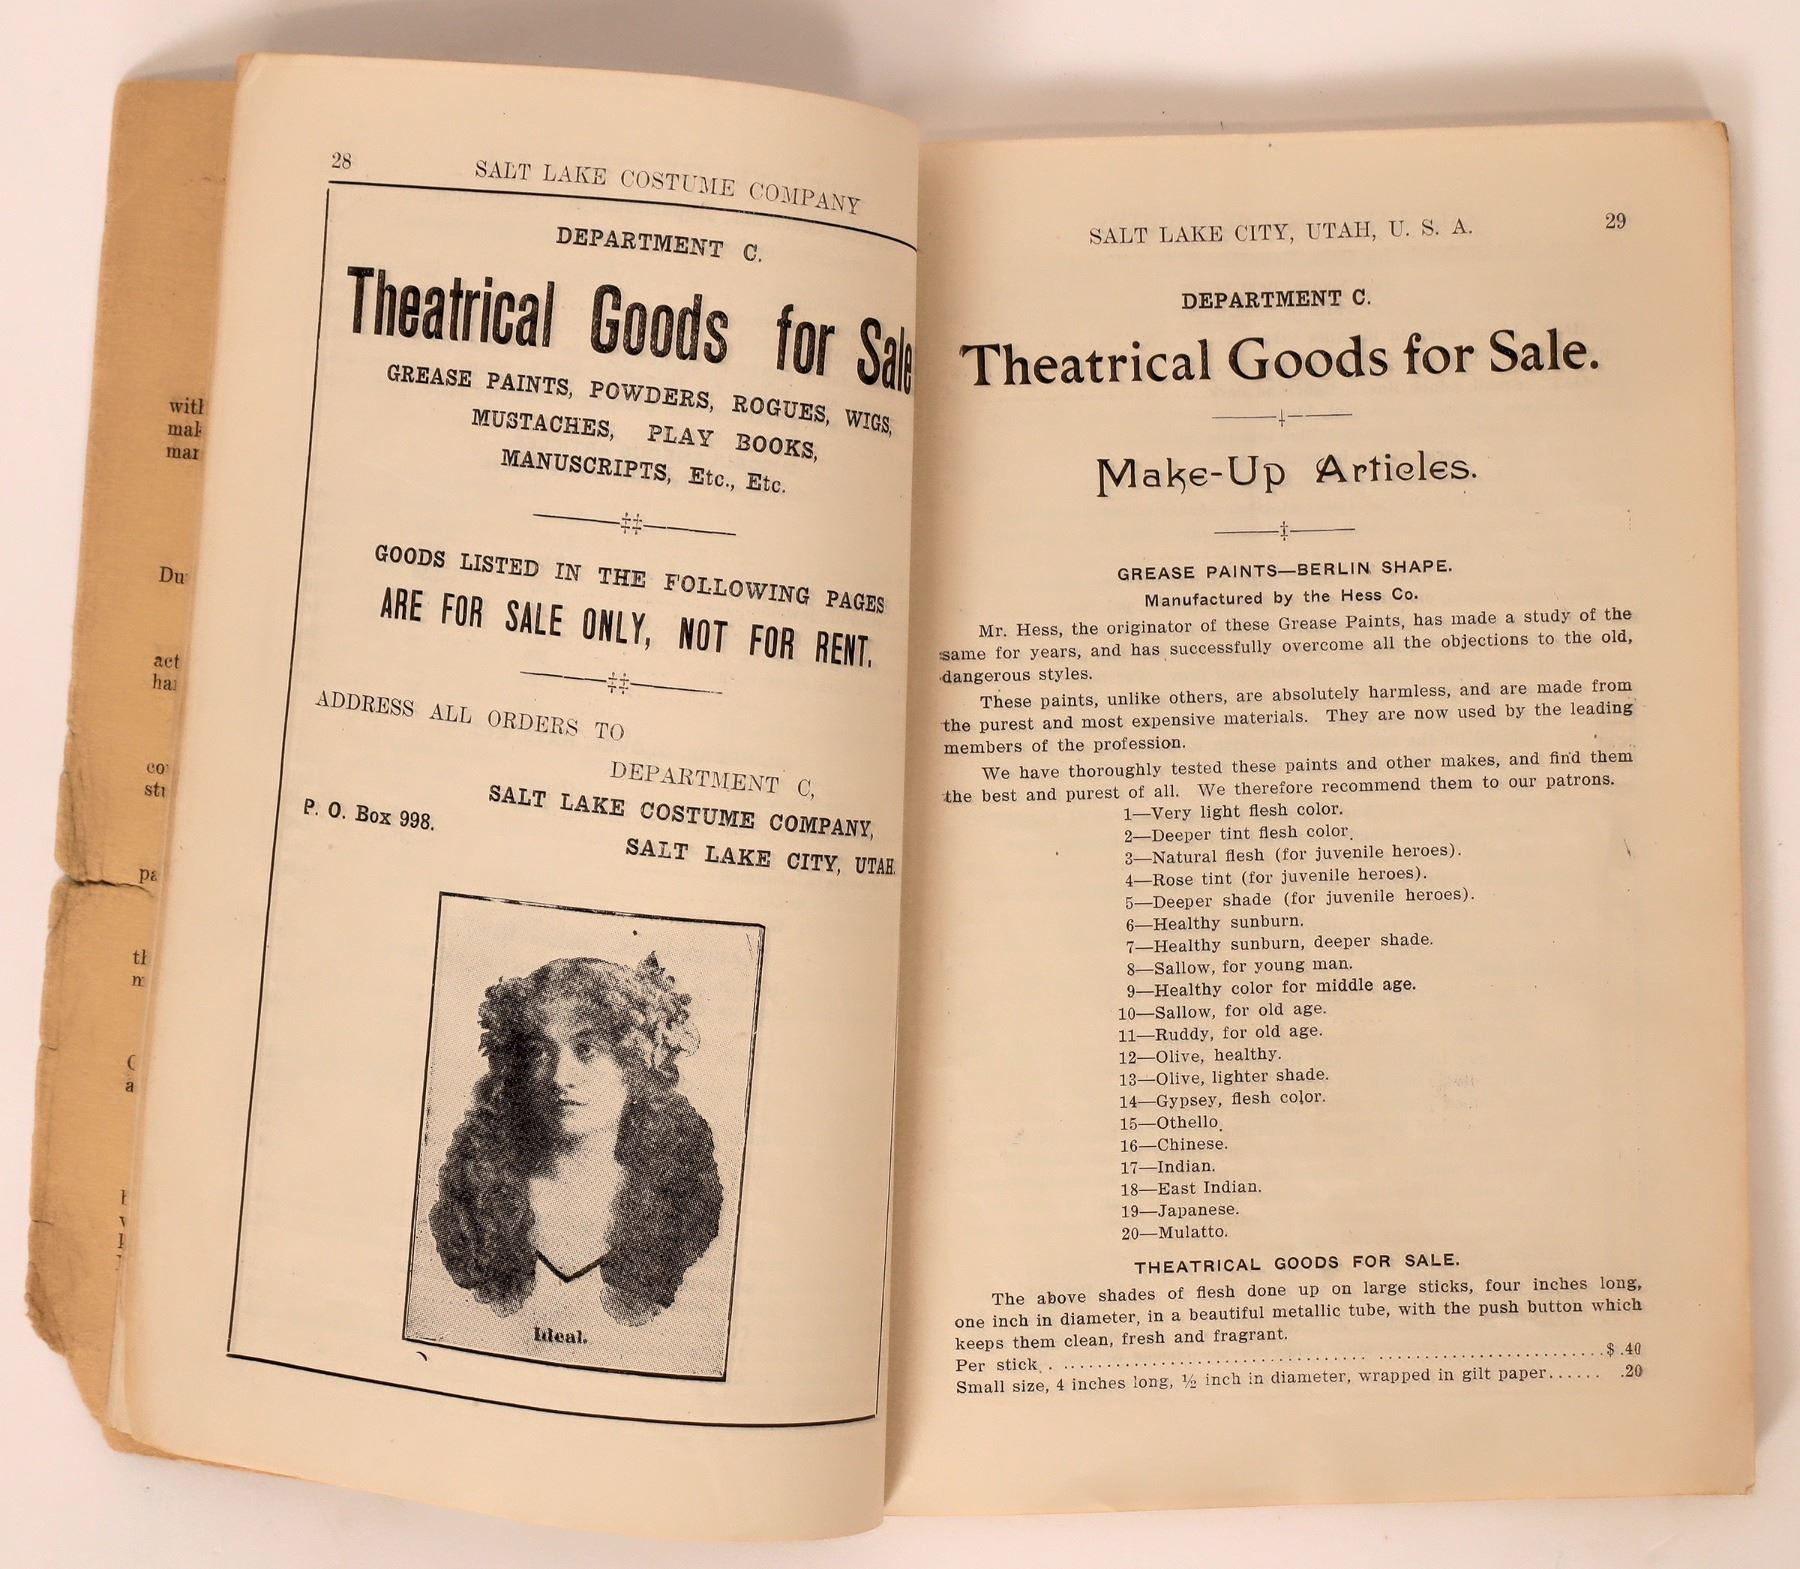 28
SALT LAKE COSTUME COMPANY
DEPARTMENT C.
Theatrical Goods for Sale
GREASE PAINTS, POWDERS, ROGUES, WIGS,
MUSTACHES, PLAY BOOKS,
MANUSCRIPTS, Etc., Etc.
GOODS LISTED IN THE FOLLOWING PAGES
ARE FOR SALE ONLY, NOT FOR RENT.
ADDRESS ALL ORDERS TO
DEPARTMENT C,
SALT LAKE COSTUME COMPANY,
P. O. Box 998.
SALT LAKE CITY, UTAH.
Ideal.
SALT LAKE CITY, UTAH, U. S. A.
29
DEPARTMENT C.
Theatrical Goods for Sale.
Make-Up Articles.
GREASE PAINTS—BERLIN SHAPE.
Manufactured by the Hess Co.
Mr. Hess, the originator of these Grease Paints, has made a study of the
same for years, and has successfully overcome all the objections to the old,
dangerous styles.
These paints, unlike others, are absolutely harmless, and are made from
the purest and most expensive materials. They are now used by the leading
members of the profession.
We have thoroughly tested these paints and other makes, and find them
the best and purest of all. We therefore recommend them to our patrons.
1—Very light flesh color.
2—Deeper tint flesh color.
3—Natural flesh (for juvenile heroes).
4—Rose tint (for juvenile heroes).
5—Deeper shade (for juvenile heroes).
6—Healthy sunburn.
7—Healthy sunburn, deeper shade.
8—Sallow, for young man.
9—Healthy color for middle age.
10—Sallow, for old age.
11—Ruddy, for old age.
12—Olive, healthy.
13—Olive, lighter shade.
14—Gypsey, flesh color.
15—Othello.
16—Chinese.
17—Indian.
18—East Indian.
19—Japanese.
20—Mulatto.
THEATRICAL GOODS FOR SALE.
The above shades of flesh done up on large sticks, four inches long,
one inch in diameter, in a beautiful metallic tube, with the push button which
keeps them clean, fresh and fragrant.
Per stick . ............................................................$ .40
Small size, 4 inches long, ½ inch in diameter, wrapped in gilt paper...... .20